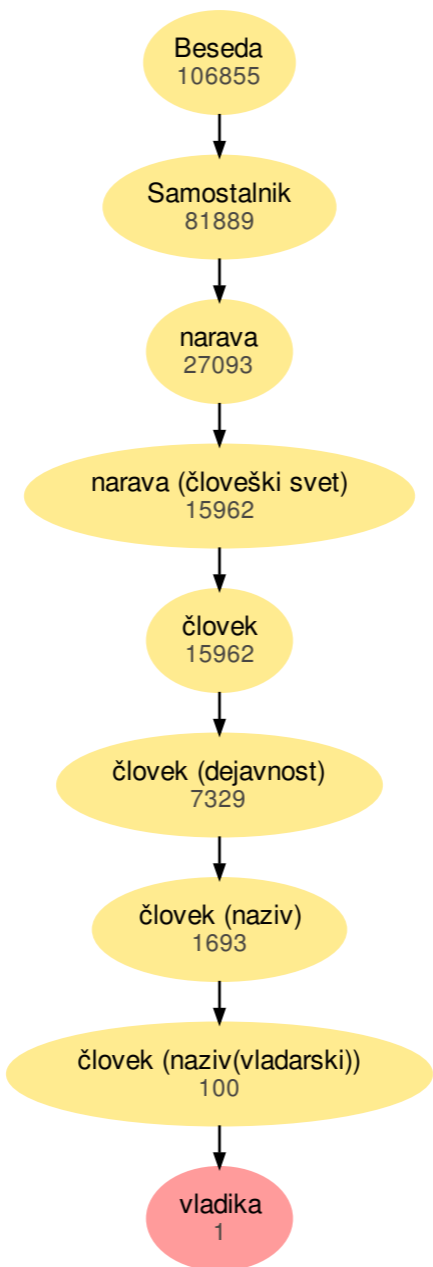 Beseda
106855
Samostalnik
81889
narava
27093
narava (človeški svet)
15962
človek
15962
človek (dejavnost)
7329
človek (naziv)
1693
človek (naziv(vladarski))
100
vladika
1